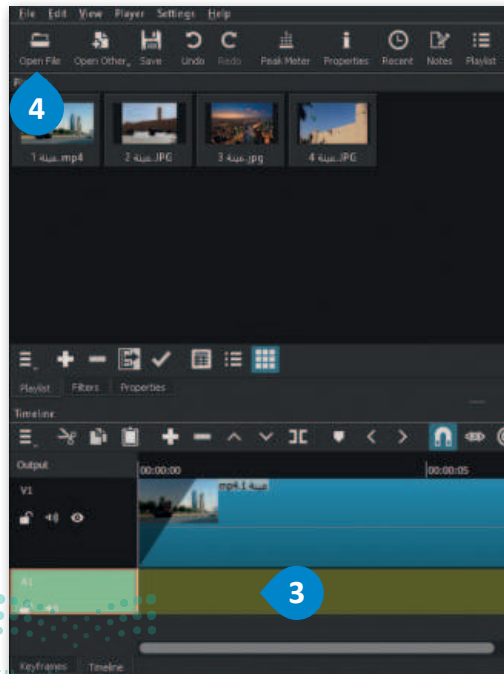 File Edit View Player Settings Help
Open File Open Other Save Undo Redo Peak Meter Properties Recent Notes Playlist
4
عينة 1.mp4 عينة 2.JPG عينة 3.jpg عينة 4.JPG
Playlist Filters Properties
Timeline
Output 00:00:00 00:00:05
V1 عينة 1.mp4
A1
3
Keyframes Timeline